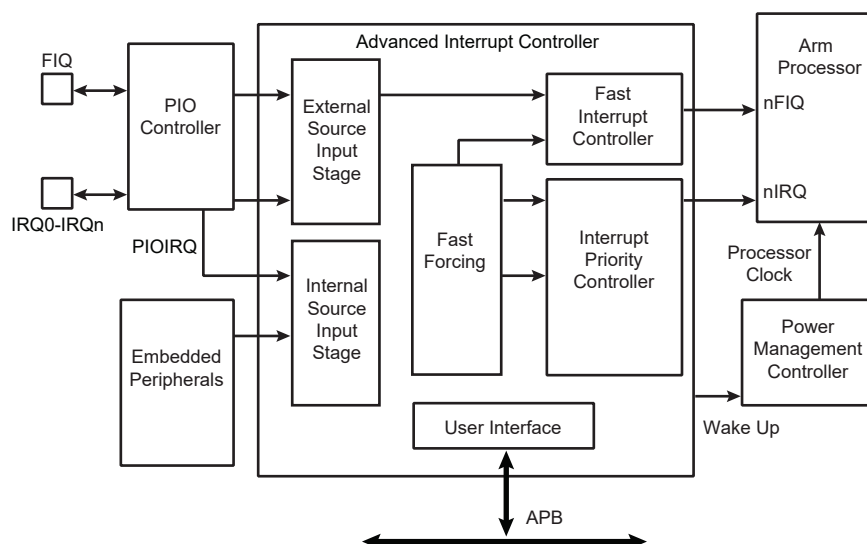 Advanced Interrupt Controller
FIQ
PIO
Controller
IRQ0-IRQn
PIOIRQ
Embedded
Peripherals
External
Source
Input
Stage
Internal
Source
Input
Stage
Fast
Forcing
Fast
Interrupt
Controller
Interrupt
Priority
Controller
User Interface
APB
Arm
Processor
nFIQ
nIRQ
Processor
Clock
Power
Management
Controller
Wake Up